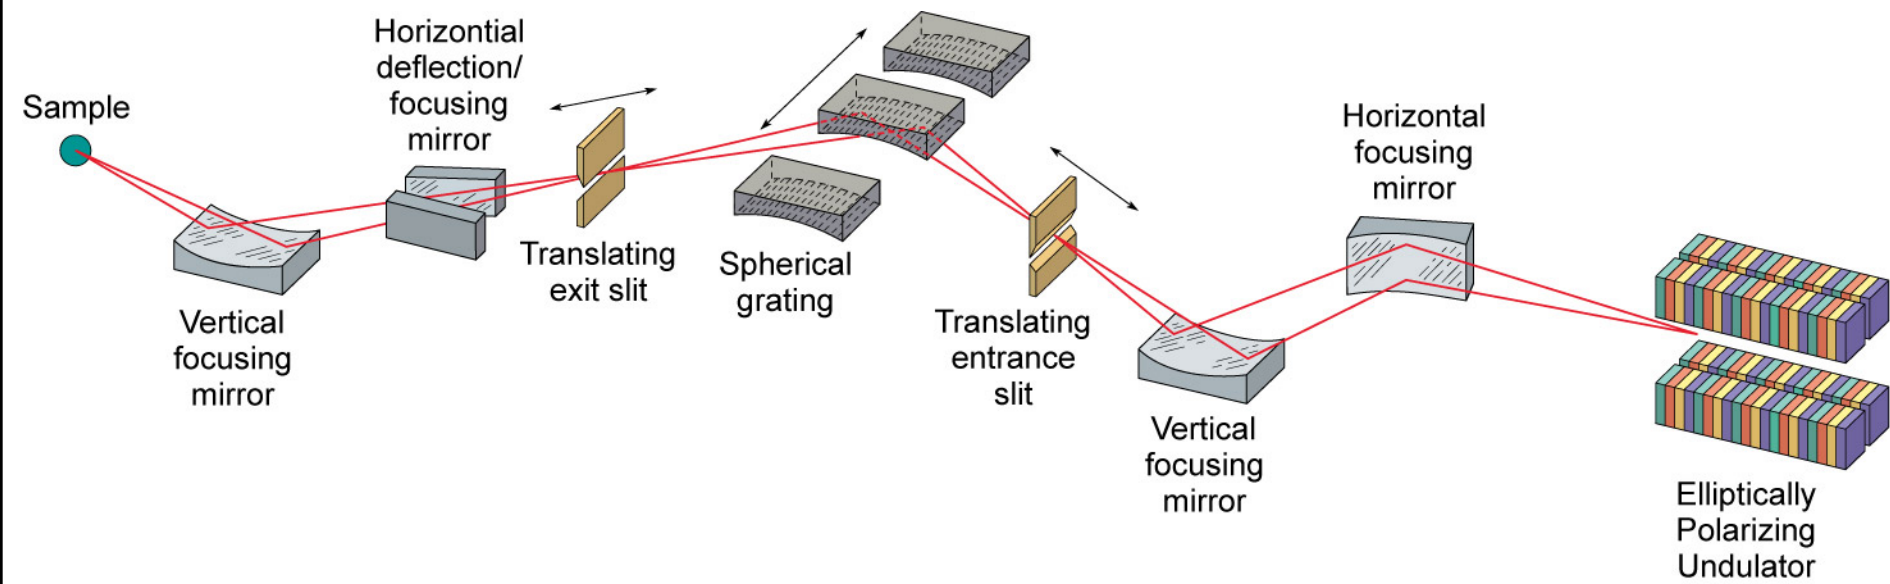 Sample
Horizontial
deflection/
focusing
mirror
Vertical
focusing
mirror
Translating
exit slit
Spherical
grating
Translating
entrance
slit
Vertical
focusing
mirror
Horizontal
focusing
mirror
Elliptically
Polarizing
Undulator